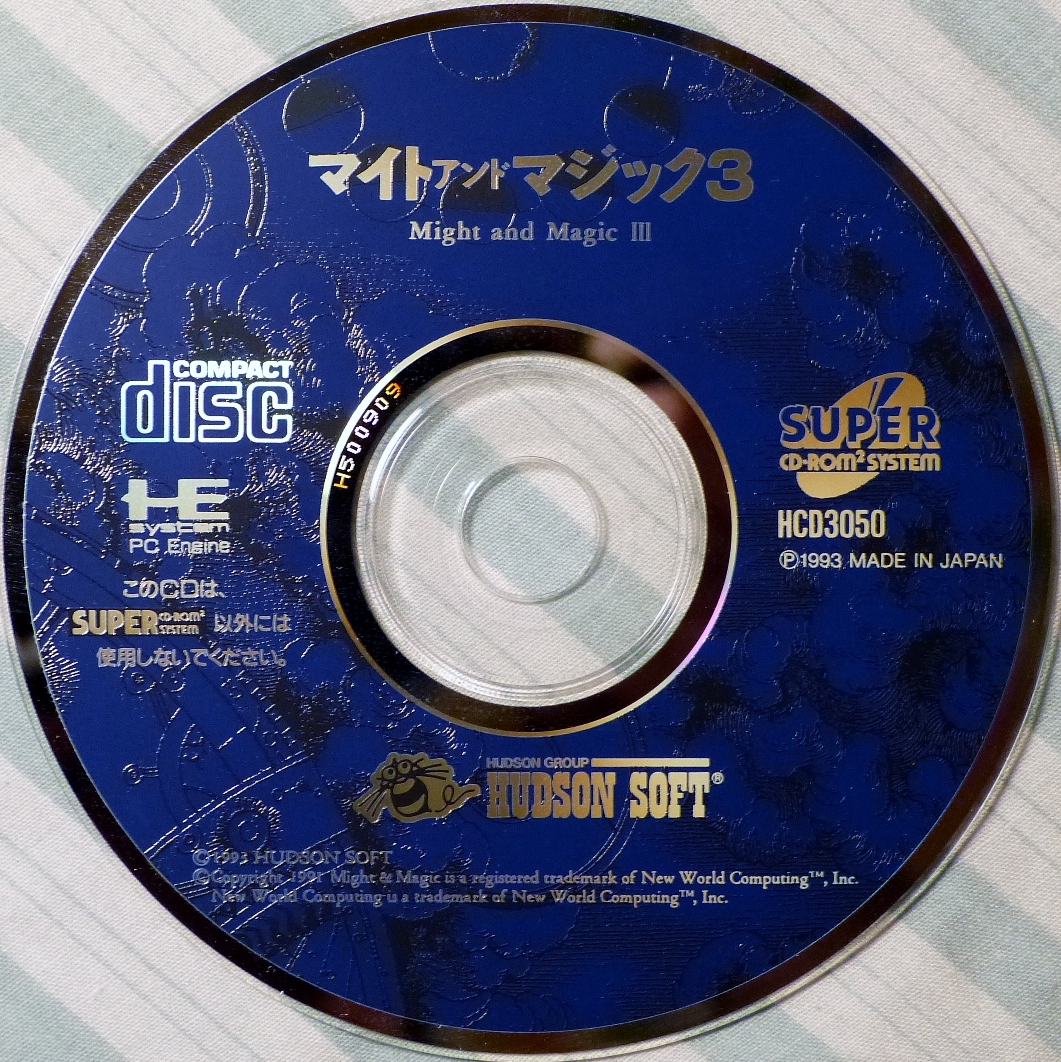 マイトアンドマジック3
Might and Magic III
COMPACT
disc
H500909
SUPER
CD-ROM² SYSTEM
HE
system
PC Engine
HCD3050
Ⓟ1993 MADE IN JAPAN
このCDは、
SUPER CD-ROM² SYSTEM 以外には
使用しないでください。
HUDSON GROUP
HUDSON SOFT®
©1993 HUDSON SOFT
©Copyright 1991 Might & Magic is a registered trademark of New World Computing™, Inc.
New World Computing is a trademark of New World Computing™, Inc.